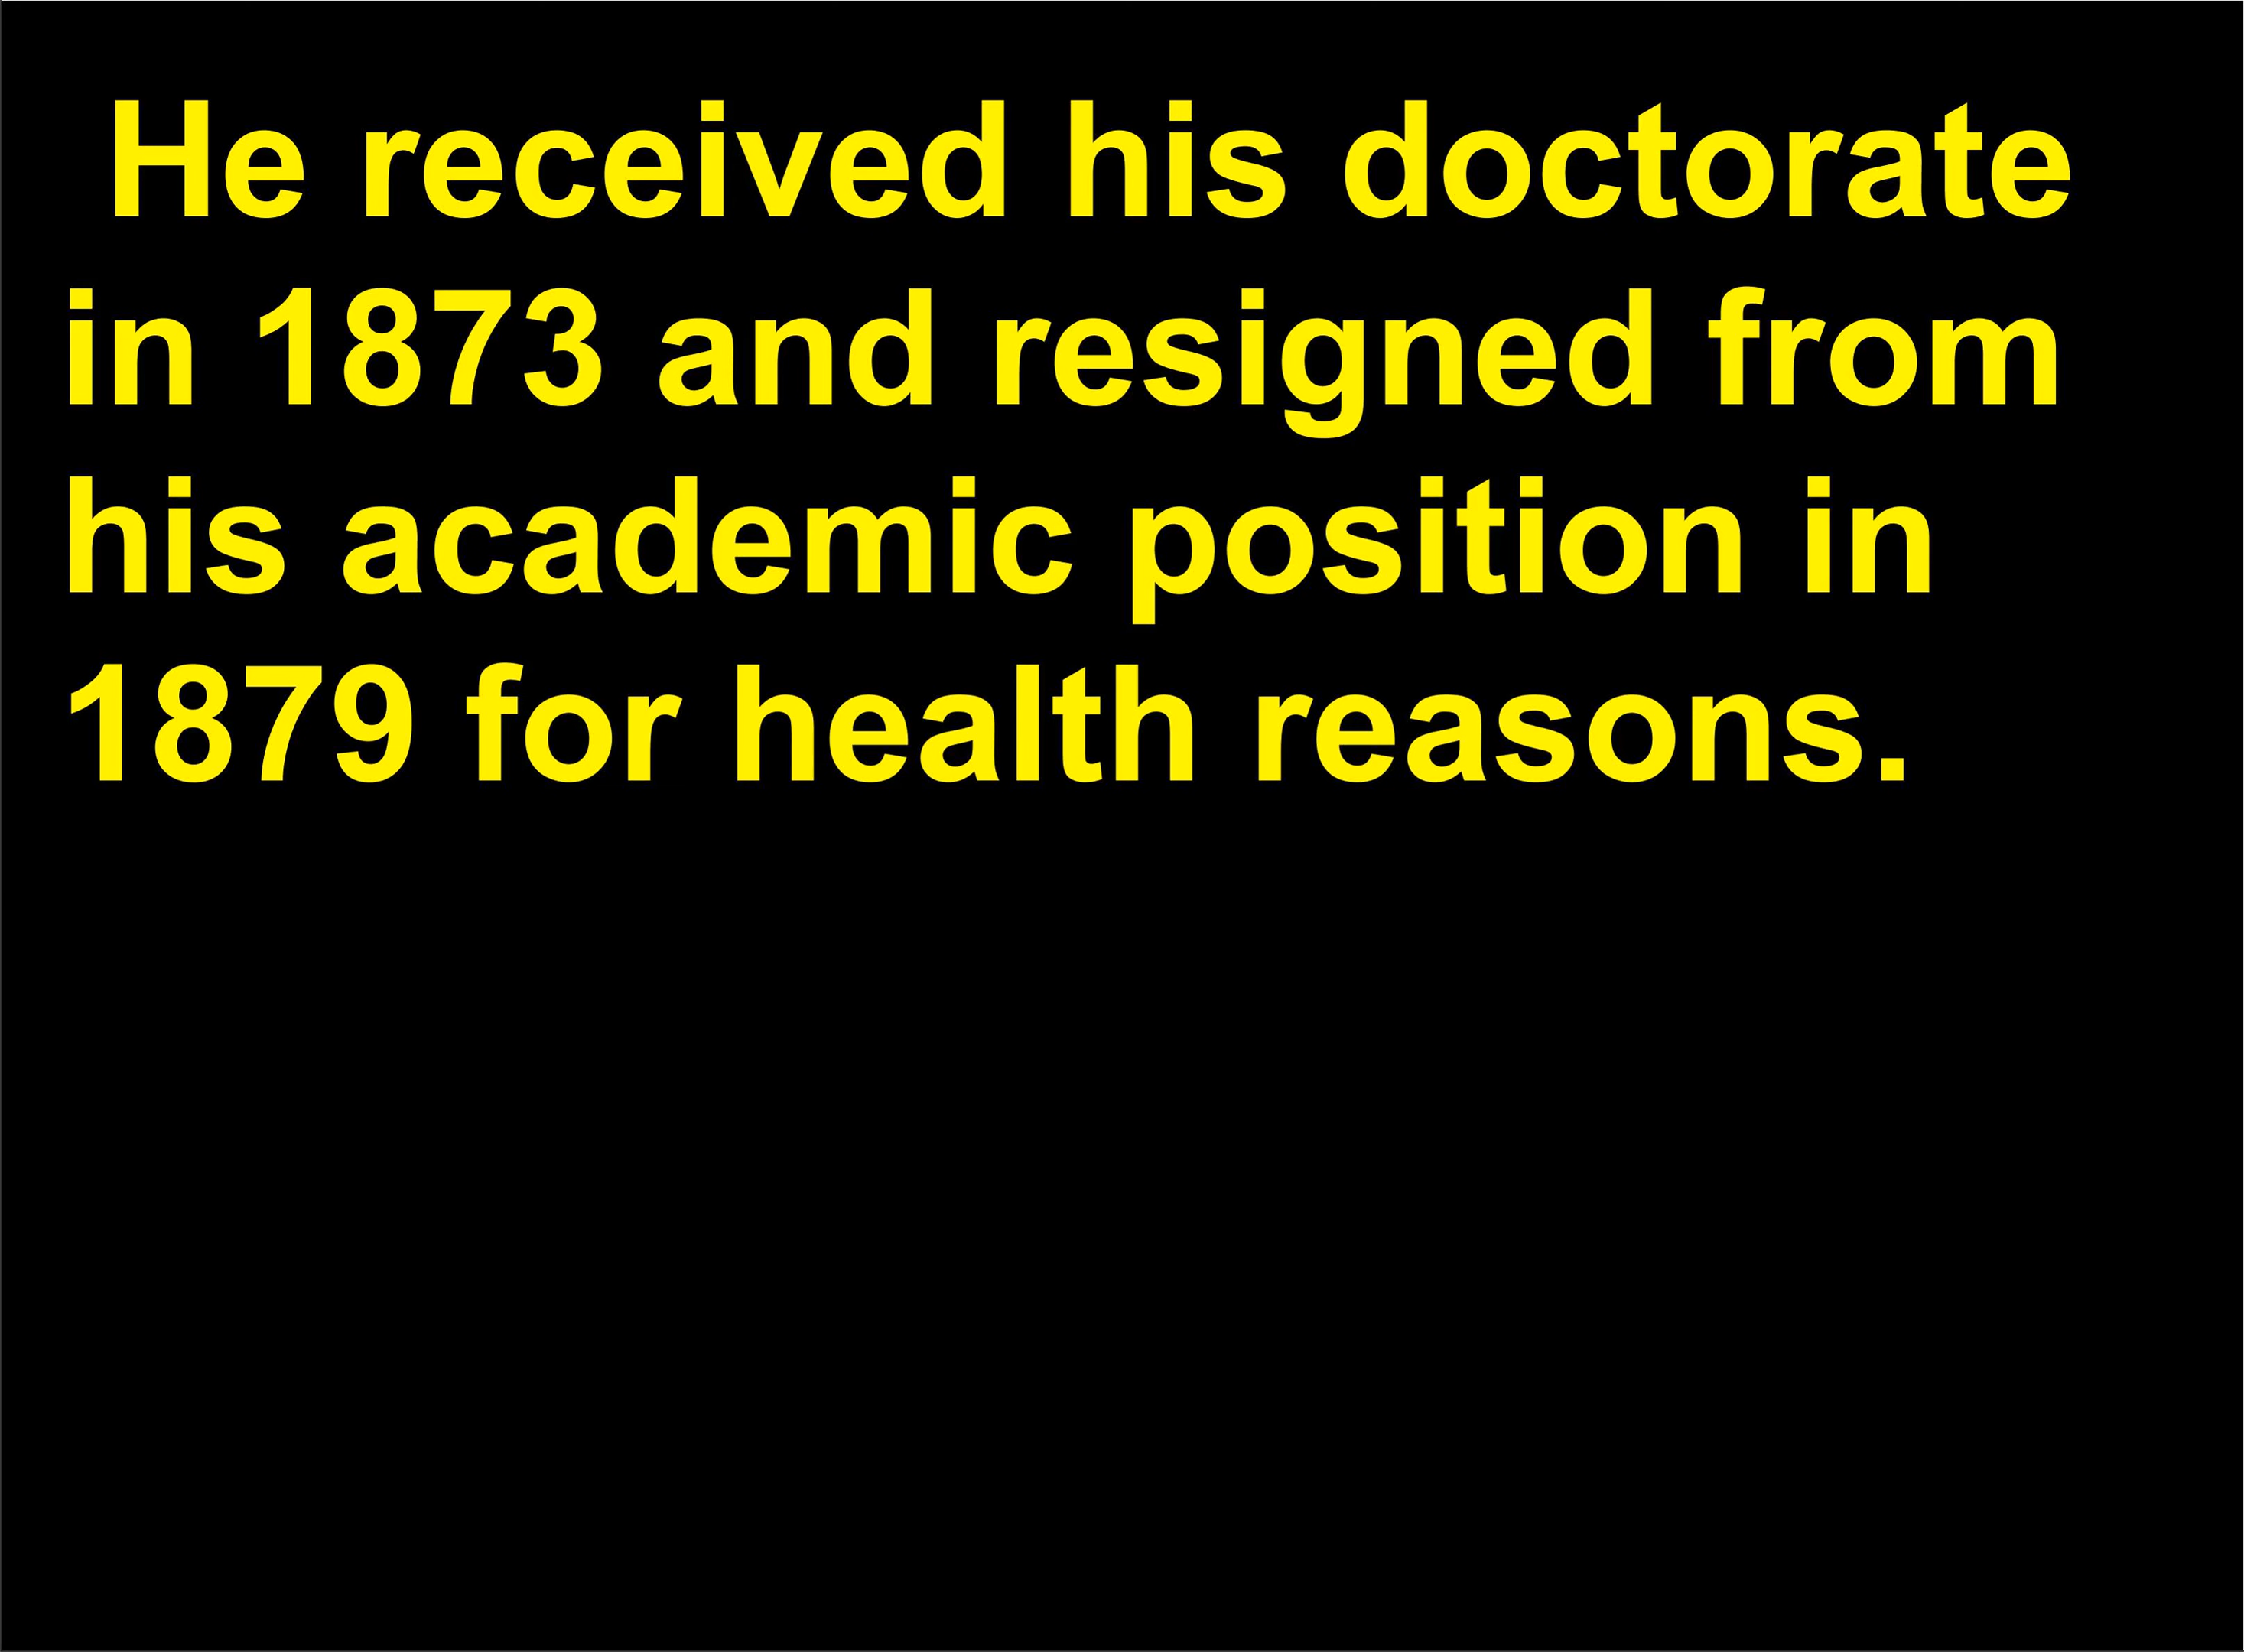 He received his doctorate
in 1873 and resigned from
his academic position in
1879 for health reasons.